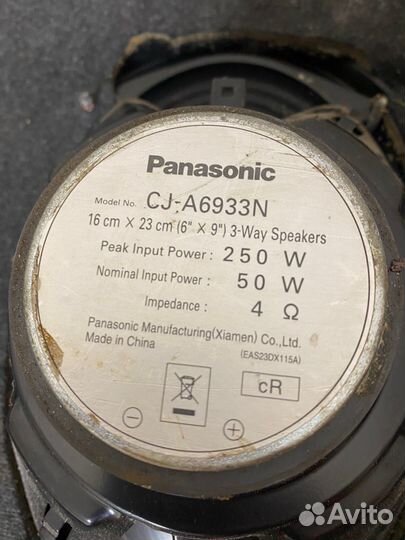 Panasonic
Model No. CJ-A6933N
16 cm X 23 cm (6" X 9") 3-Way Speakers
Peak Input Power: 250 W
Nominal Input Power: 50 W
Impedance: 4 Ω
Panasonic Manufacturing(Xiamen) Co.,Ltd.
Made in China
(EAS23DX115A)
cR
Avito